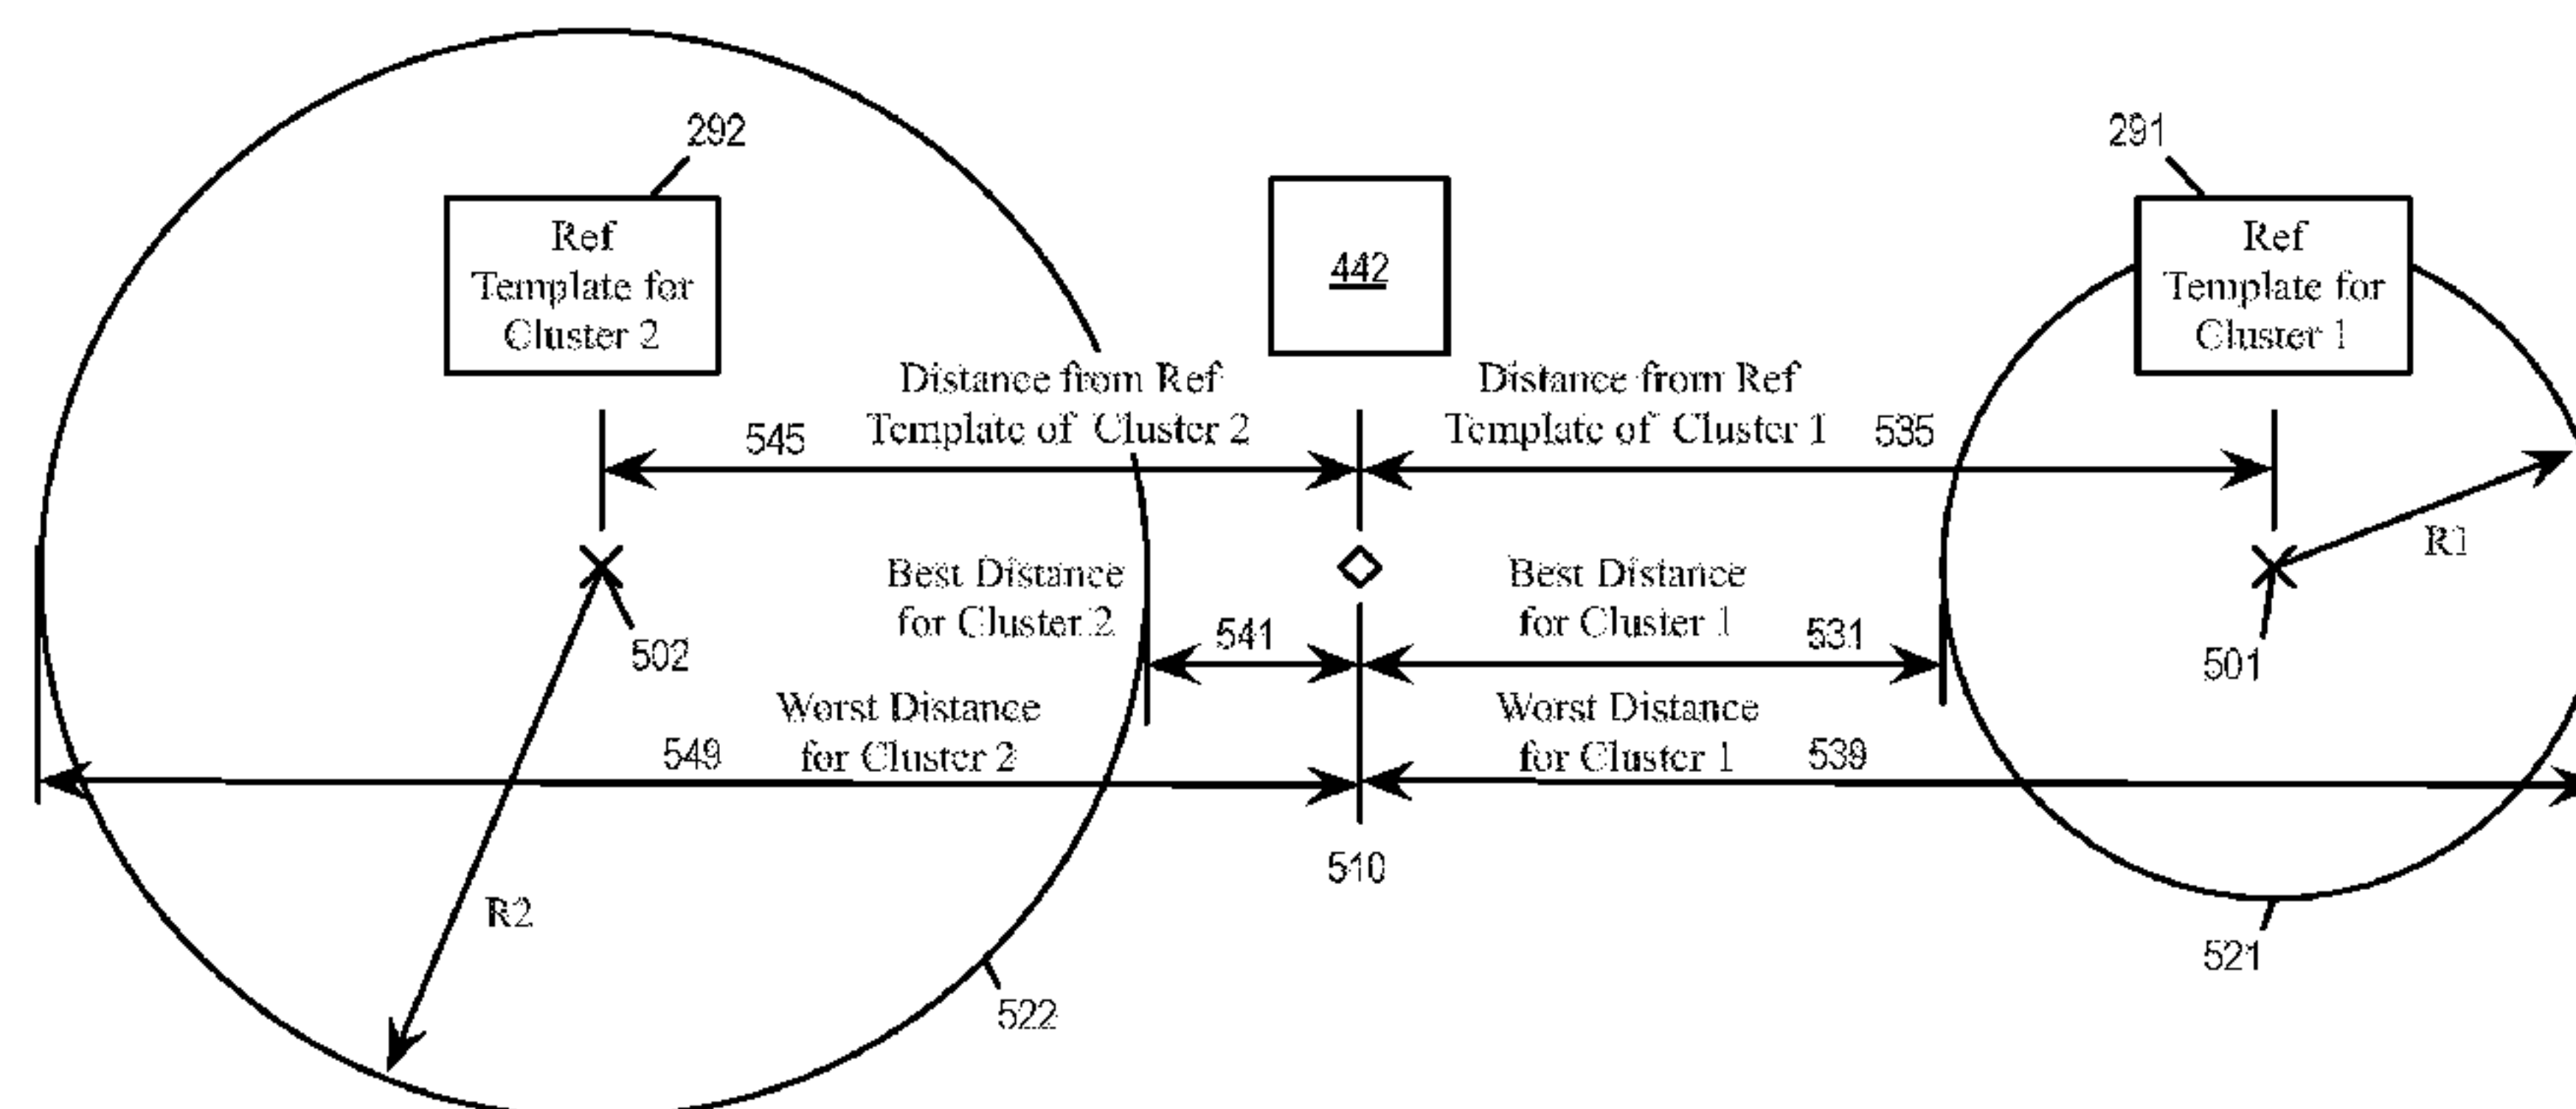 292
291
Ref
Template for
Cluster 2
442
Ref
Template for
Cluster 1
Distance from Ref
Template of Cluster 2
545
Distance from Ref
Template of Cluster 1
535
R1
Best Distance
for Cluster 2
541
Best Distance
for Cluster 1
531
502
501
Worst Distance
for Cluster 2
549
Worst Distance
for Cluster 1
539
510
R2
522
521